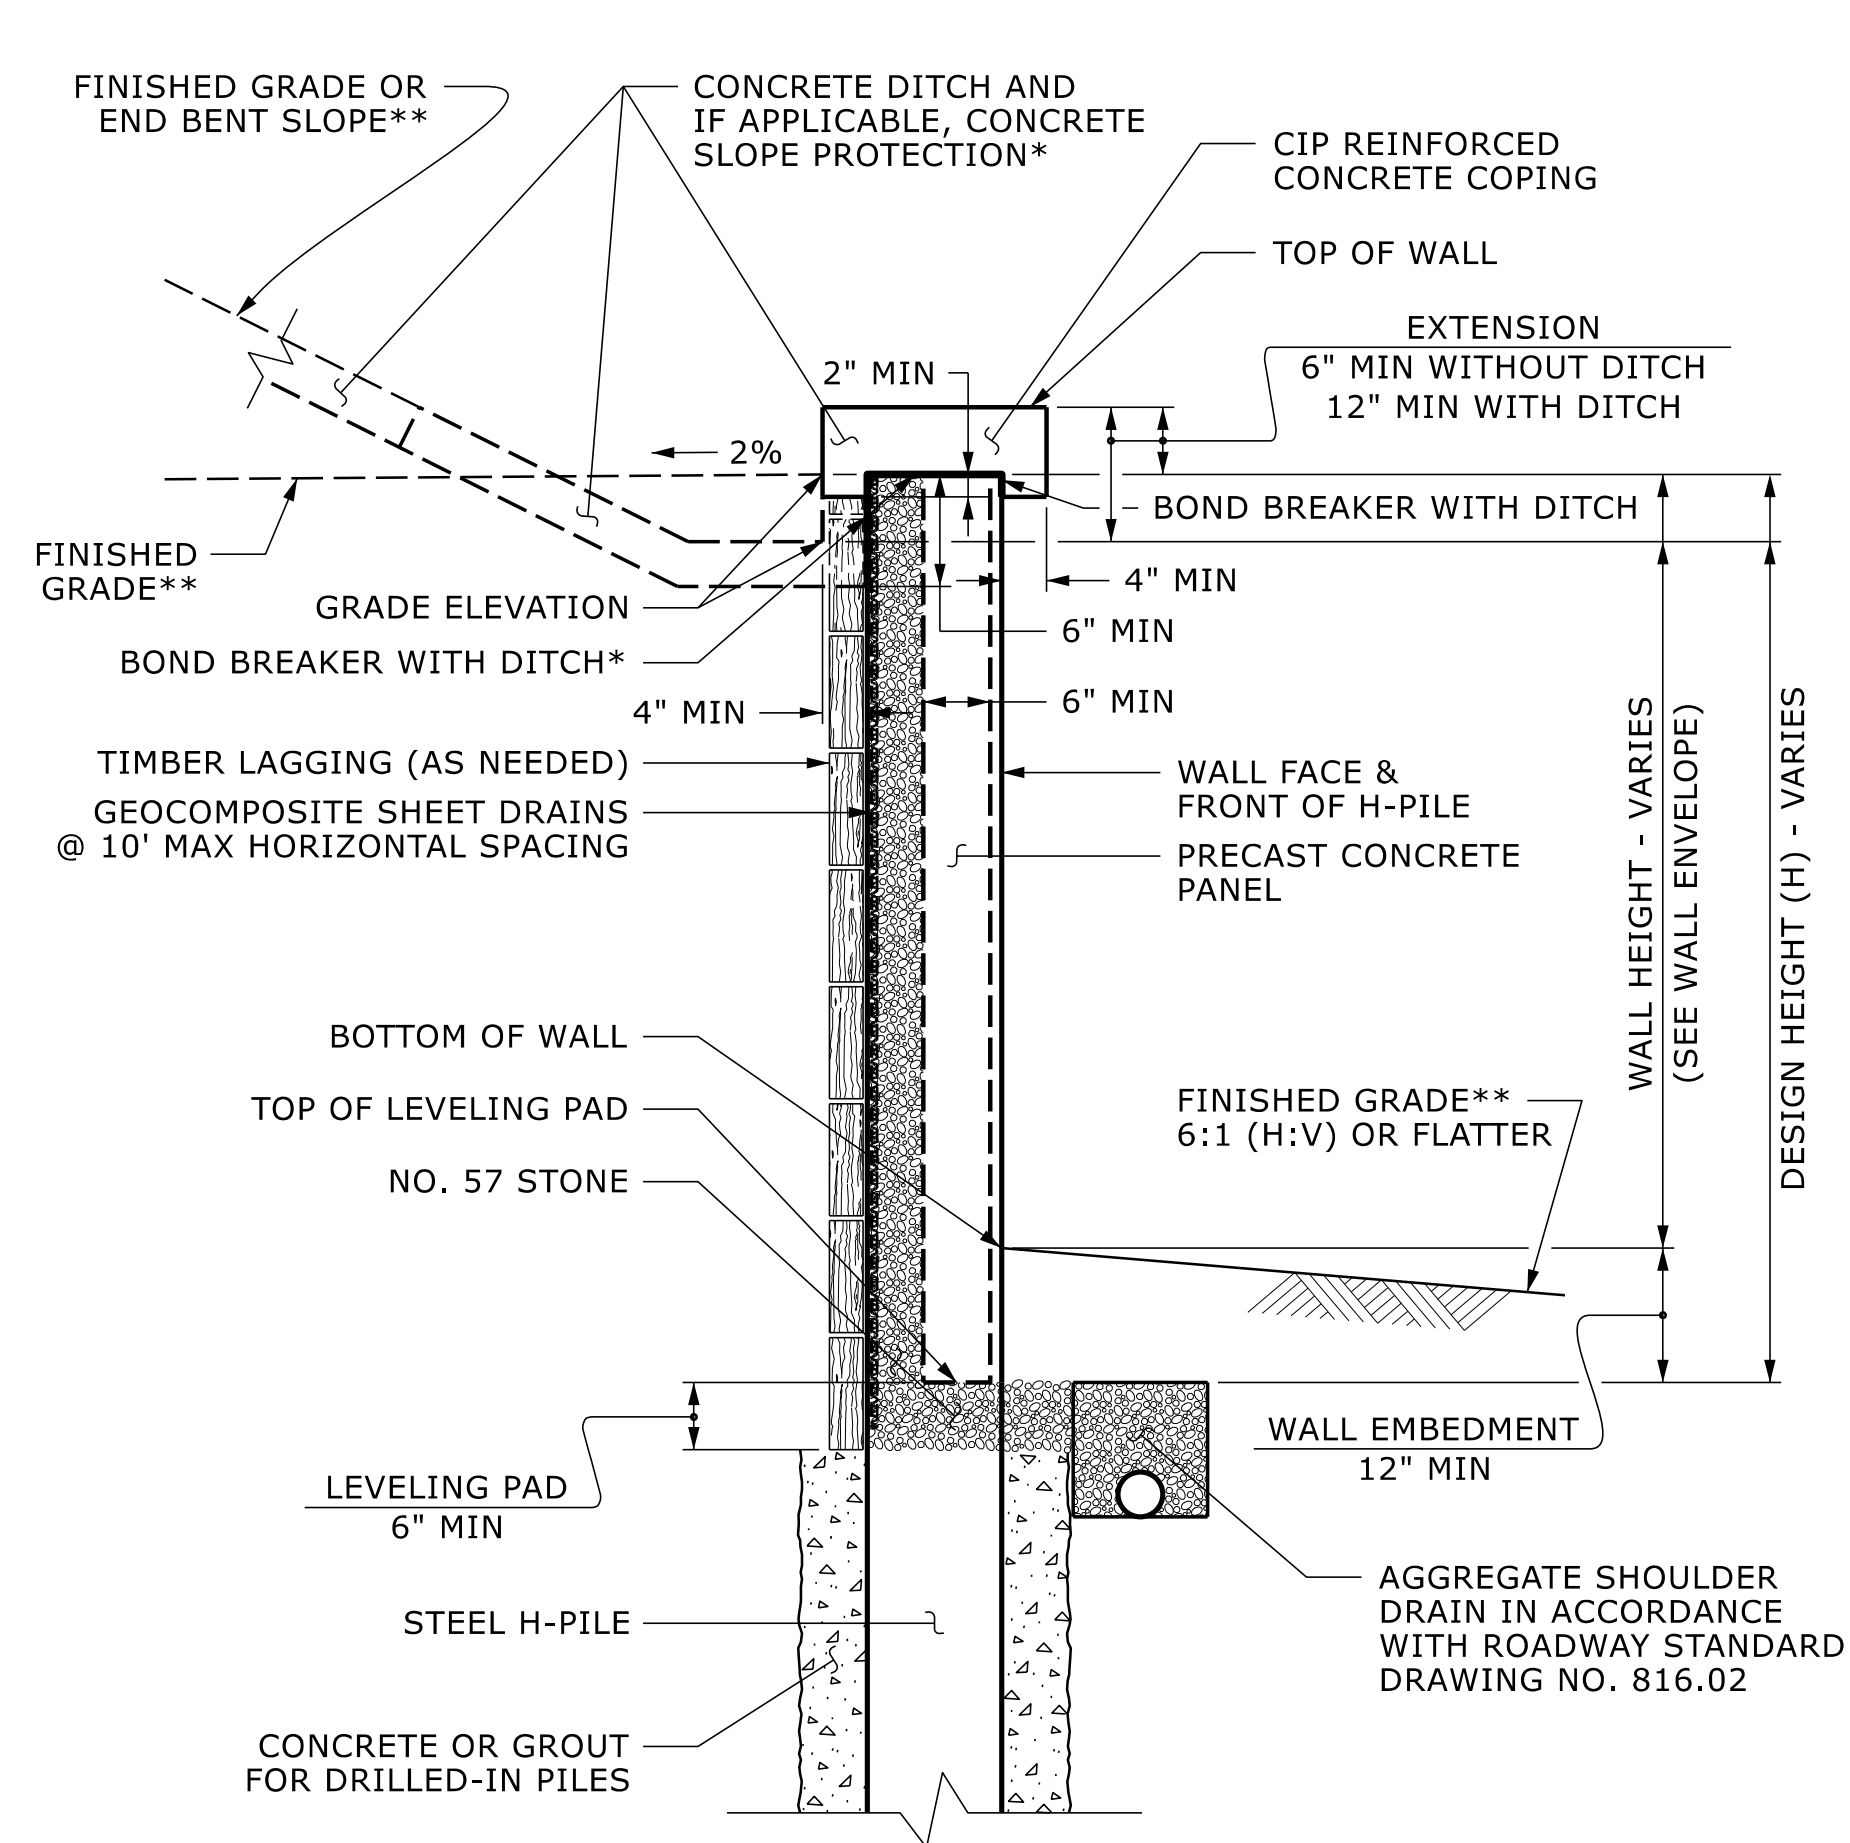 FINISHED GRADE OR
END BENT SLOPE**
CONCRETE DITCH AND
IF APPLICABLE, CONCRETE
SLOPE PROTECTION*
CIP REINFORCED
CONCRETE COPING
TOP OF WALL
EXTENSION
6" MIN WITHOUT DITCH
12" MIN WITH DITCH
2" MIN
2%
BOND BREAKER WITH DITCH
FINISHED
GRADE**
4" MIN
GRADE ELEVATION
6" MIN
BOND BREAKER WITH DITCH*
4" MIN
6" MIN
TIMBER LAGGING (AS NEEDED)
WALL FACE &
FRONT OF H-PILE
GEOCOMPOSITE SHEET DRAINS
@ 10' MAX HORIZONTAL SPACING
PRECAST CONCRETE
PANEL
WALL HEIGHT - VARIES
(SEE WALL ENVELOPE)
DESIGN HEIGHT (H) - VARIES
BOTTOM OF WALL
TOP OF LEVELING PAD
FINISHED GRADE**
6:1 (H:V) OR FLATTER
NO. 57 STONE
WALL EMBEDMENT
12" MIN
LEVELING PAD
6" MIN
AGGREGATE SHOULDER
DRAIN IN ACCORDANCE
WITH ROADWAY STANDARD
DRAWING NO. 816.02
STEEL H-PILE
CONCRETE OR GROUT
FOR DRILLED-IN PILES